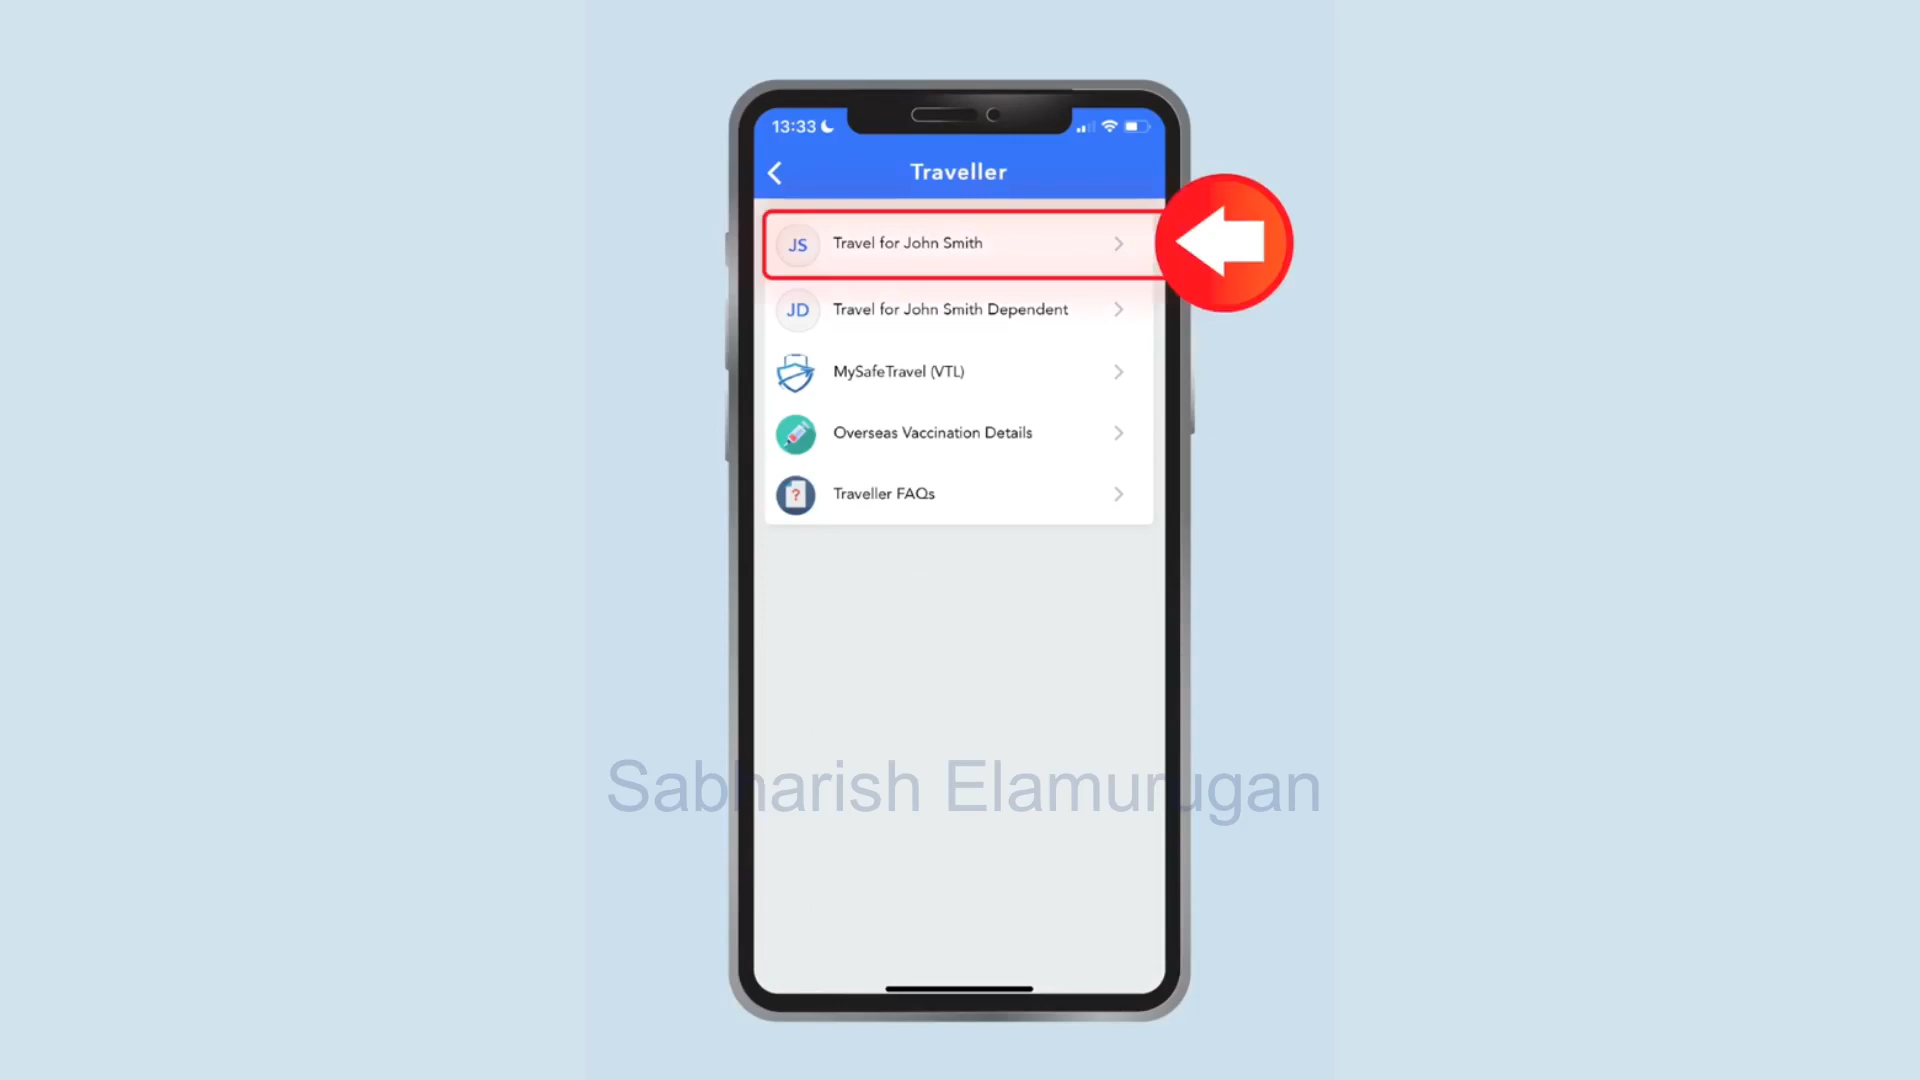 13:33
Traveller
JS Travel for John Smith
JD Travel for John Smith Dependent
MySafeTravel (VTL)
Overseas Vaccination Details
? Traveller FAQs
Sabharish Elamurugan